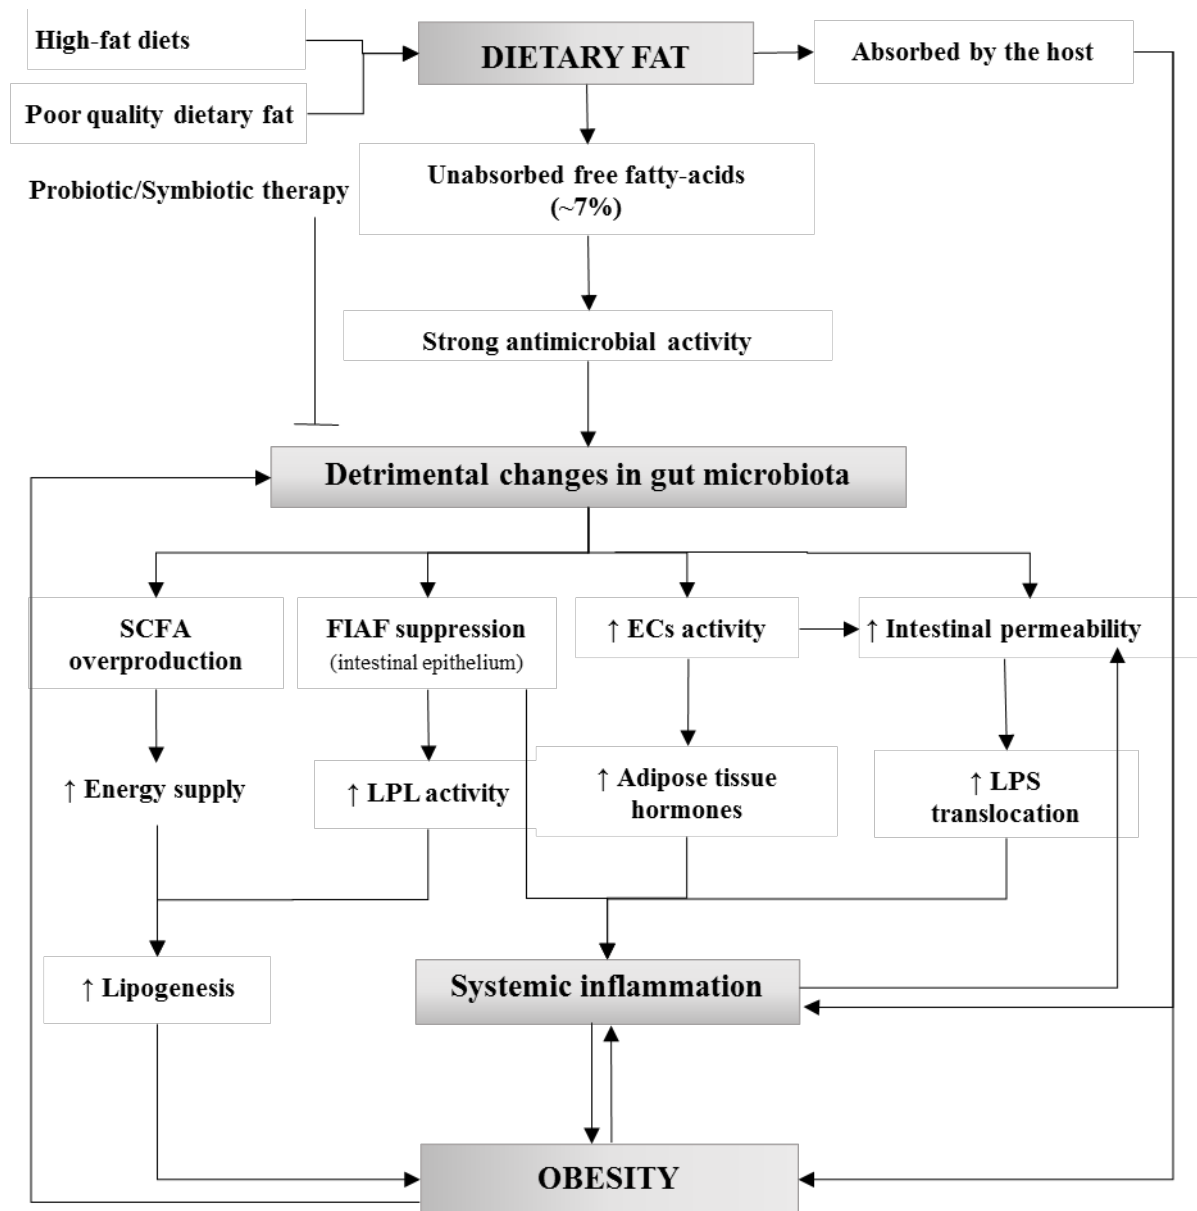 High-fat diets
DIETARY FAT
Absorbed by the host
Poor quality dietary fat
Probiotic/Symbiotic therapy
Unabsorbed free fatty-acids
(~7%)
Strong antimicrobial activity
Detrimental changes in gut microbiota
SCFA
overproduction
FIAF suppression
(intestinal epithelium)
↑ ECs activity
↑ Intestinal permeability
↑ Energy supply
↑ LPL activity
↑ Adipose tissue
hormones
↑ LPS
translocation
↑ Lipogenesis
Systemic inflammation
OBESITY